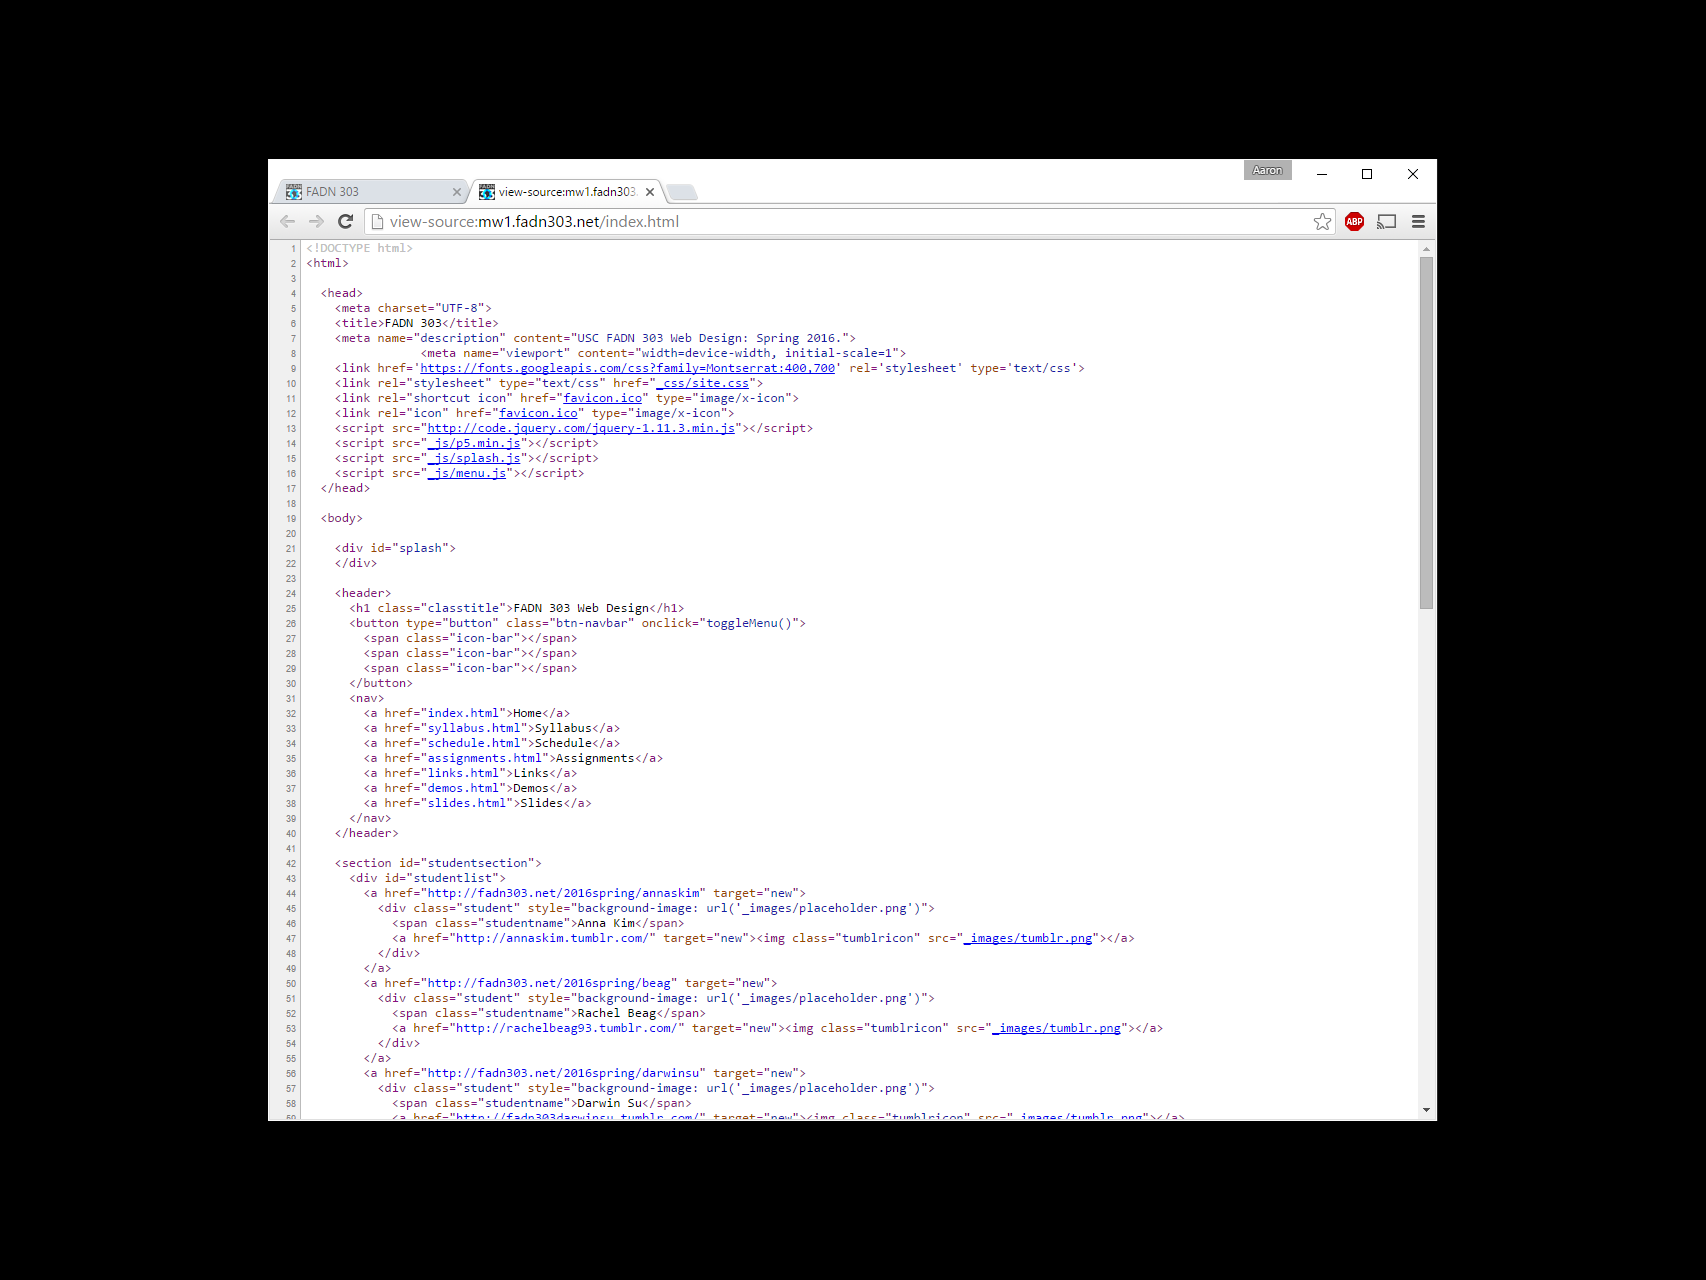 Aaron
FADN 303
view-source:mw1.fadn303.
view-source:mw1.fadn303.net/index.html
ABP
1 <!DOCTYPE html>
2 <html>
3
4 <head>
5 <meta charset="UTF-8">
6 <title>FADN 303</title>
7 <meta name="description" content="USC FADN 303 Web Design: Spring 2016.">
8 <meta name="viewport" content="width=device-width, initial-scale=1">
9 <link href='https://fonts.googleapis.com/css?family=Montserrat:400,700' rel='stylesheet' type='text/css'>
10 <link rel="stylesheet" type="text/css" href="_css/site.css">
11 <link rel="shortcut icon" href="favicon.ico" type="image/x-icon">
12 <link rel="icon" href="favicon.ico" type="image/x-icon">
13 <script src="http://code.jquery.com/jquery-1.11.3.min.js"></script>
14 <script src="_js/p5.min.js"></script>
15 <script src="_js/splash.js"></script>
16 <script src="_js/menu.js"></script>
17 </head>
18
19 <body>
20
21 <div id="splash">
22 </div>
23
24 <header>
25 <h1 class="classtitle">FADN 303 Web Design</h1>
26 <button type="button" class="btn-navbar" onclick="toggleMenu()">
27 <span class="icon-bar"></span>
28 <span class="icon-bar"></span>
29 <span class="icon-bar"></span>
30 </button>
31 <nav>
32 <a href="index.html">Home</a>
33 <a href="syllabus.html">Syllabus</a>
34 <a href="schedule.html">Schedule</a>
35 <a href="assignments.html">Assignments</a>
36 <a href="links.html">Links</a>
37 <a href="demos.html">Demos</a>
38 <a href="slides.html">Slides</a>
39 </nav>
40 </header>
41
42 <section id="studentsection">
43 <div id="studentlist">
44 <a href="http://fadn303.net/2016spring/annaskim" target="new">
45 <div class="student" style="background-image: url('_images/placeholder.png')">
46 <span class="studentname">Anna Kim</span>
47 <a href="http://annaskim.tumblr.com/" target="new"><img class="tumblricon" src="_images/tumblr.png"></a>
48 </div>
49 </a>
50 <a href="http://fadn303.net/2016spring/beag" target="new">
51 <div class="student" style="background-image: url('_images/placeholder.png')">
52 <span class="studentname">Rachel Beag</span>
53 <a href="http://rachelbeag93.tumblr.com/" target="new"><img class="tumblricon" src="_images/tumblr.png"></a>
54 </div>
55 </a>
56 <a href="http://fadn303.net/2016spring/darwinsu" target="new">
57 <div class="student" style="background-image: url('_images/placeholder.png')">
58 <span class="studentname">Darwin Su</span>
59 <a href="http://fadn303darwinsu.tumblr.com/" target="new"><img class="tumblricon" src="_images/tumblr.png"></a>